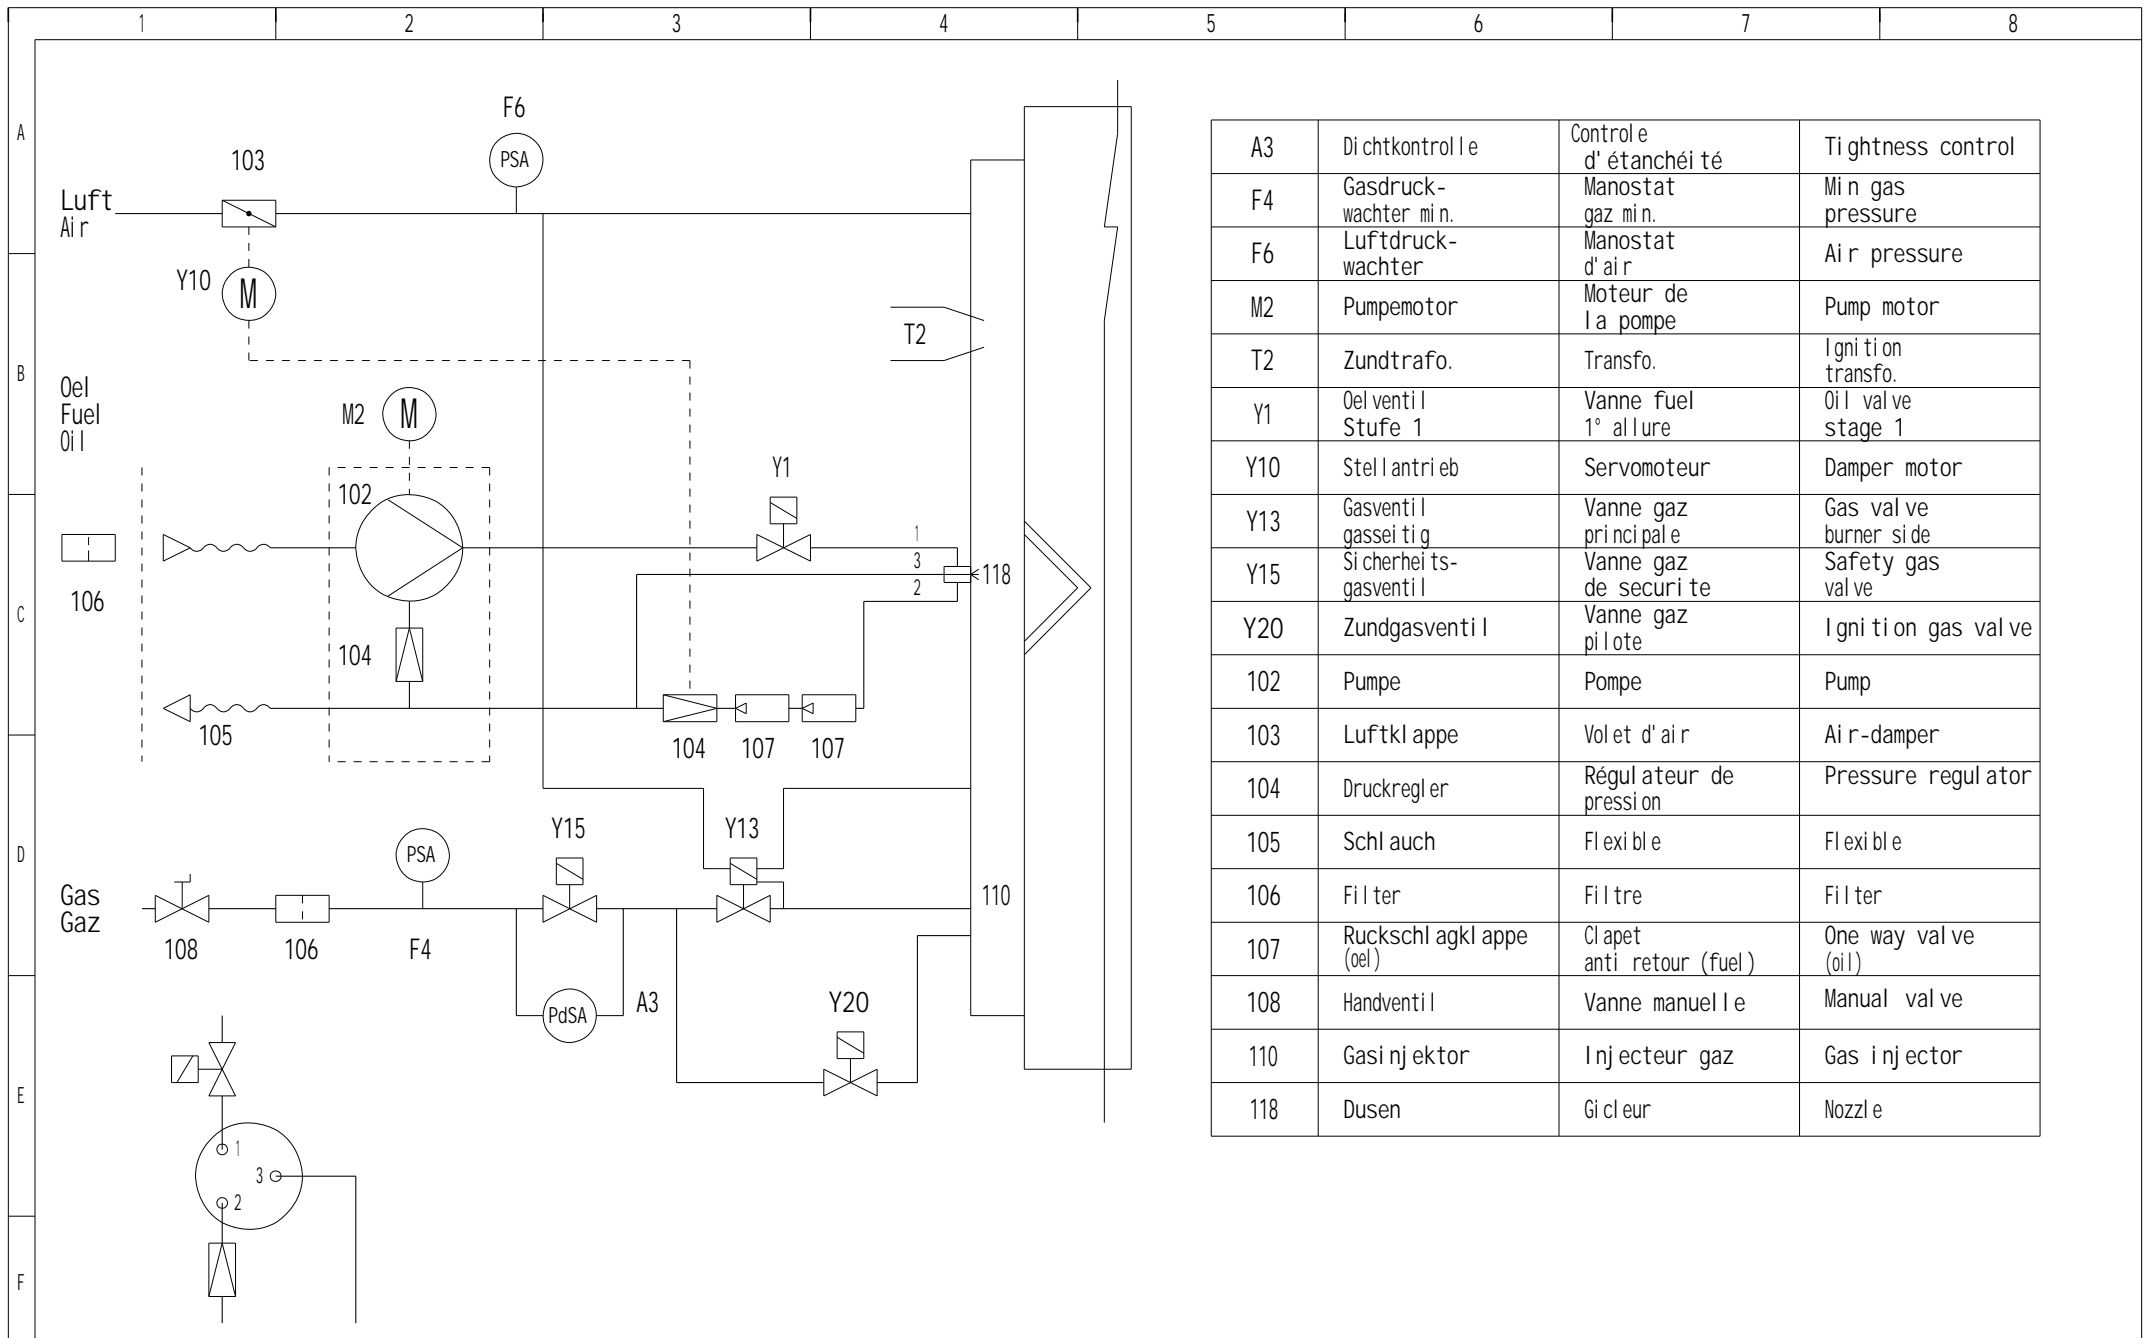 1 2 3 4 5 6 7 8
A
B
C
D
E
F
F6
PSA
103
Luft
Air
Y10
M
T2
Oel
Fuel
Oil
M2
M
102
Y1
1
3
2
118
106
104
105
104
107
107
Y15
Y13
PSA
Gas
Gaz
110
108
106
F4
PdSA
A3
Y20
1
3
2
A3 Dichtkontrolle Controle
d'étanchéité Tightness control
F4 Gasdruck-
wachter min. Manostat
gaz min. Min gas
pressure
F6 Luftdruck-
wachter Manostat
d'air Air pressure
M2 Pumpemotor Moteur de
la pompe Pump motor
T2 Zundtrafo. Transfo. Ignition
transfo.
Y1 Oelventil
Stufe 1 Vanne fuel
1° allure Oil valve
stage 1
Y10 Stellantrieb Servomoteur Damper motor
Y13 Gasventil
gasseitig Vanne gaz
principale Gas valve
burner side
Y15 Sicherheits-
gasventil Vanne gaz
de securite Safety gas
valve
Y20 Zundgasventil Vanne gaz
pilote Ignition gas valve
102 Pumpe Pompe Pump
103 Luftklappe Volet d'air Air-damper
104 Druckregler Régulateur de
pression Pressure regulator
105 Schlauch Flexible Flexible
106 Filter Filtre Filter
107 Ruckschlagklappe
(oel) Clapet
anti retour (fuel) One way valve
(oil)
108 Handventil Vanne manuelle Manual valve
110 Gasinjektor Injecteur gaz Gas injector
118 Dusen Gicleur Nozzle